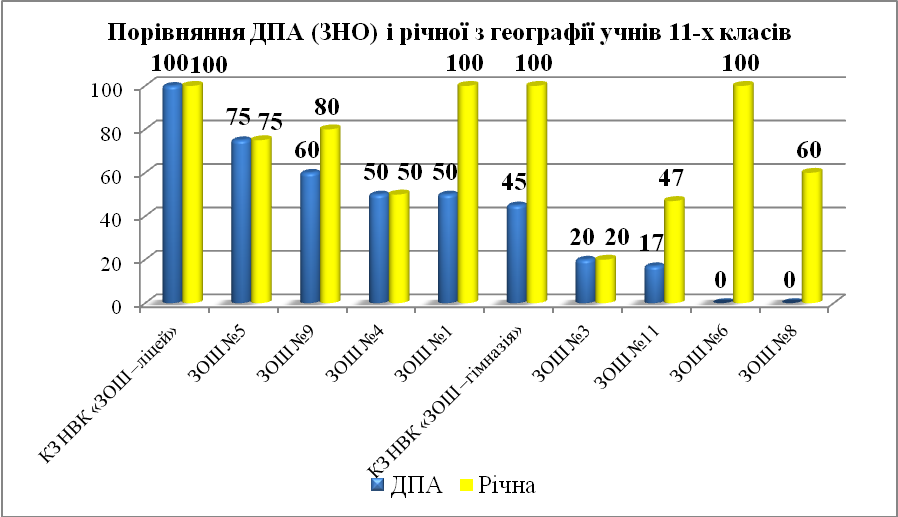 Порівняння ДПА (ЗНО) і річної з географії учнів 11-х класів
100 100 75 75 60 80 50 50 50 100 45 100 20 20 17 47 0 100 0 60
100
80
60
40
20
0
КЗ НВК «ЗОШ –ліцей»
ЗОШ №5
ЗОШ №9
ЗОШ №4
ЗОШ №1
КЗ НВК «ЗОШ –гімназія»
ЗОШ №3
ЗОШ №11
ЗОШ №6
ЗОШ №8
ДПА Річна